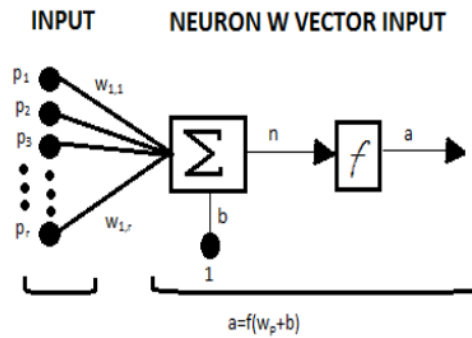 INPUT NEURON W VECTOR INPUT
p1 w1,1
p2
p3
Σ n f a
pr w1,r b
1
a=f(wp+b)